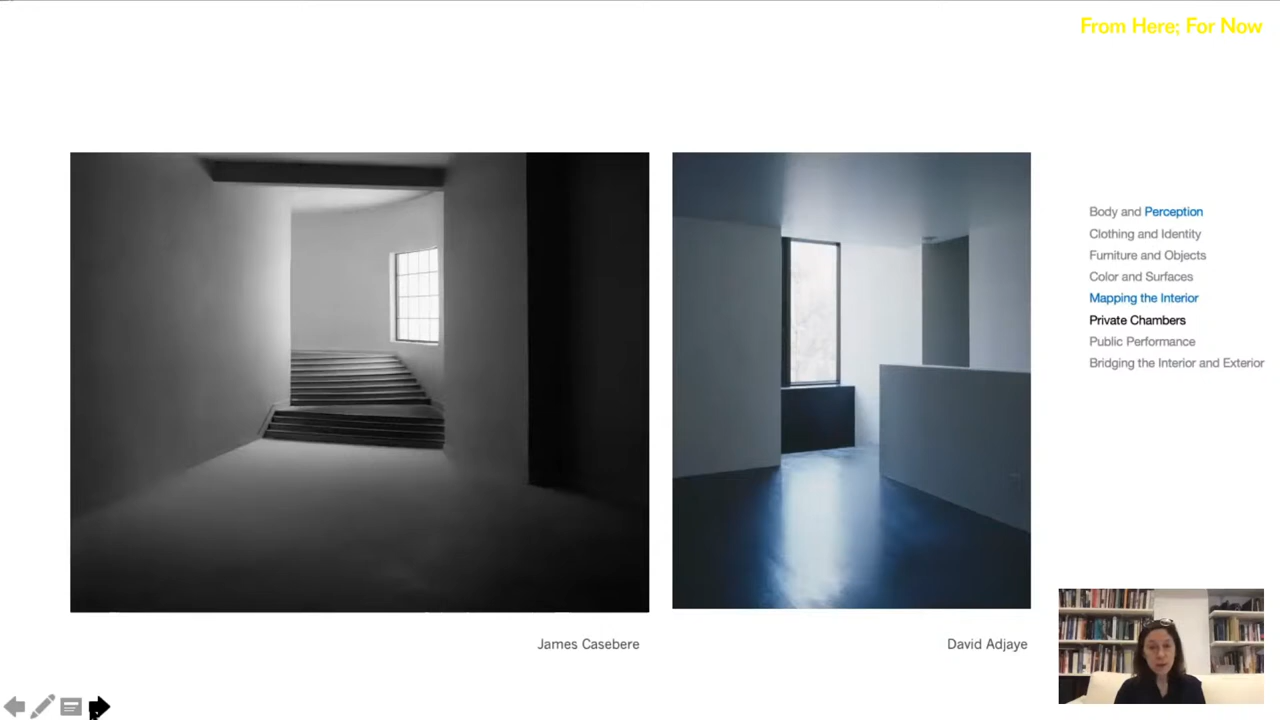 From Here; For Now
Body and Perception
Clothing and Identity
Furniture and Objects
Color and Surfaces
Mapping the Interior
Private Chambers
Public Performance
Bridging the Interior and Exterior
James Casebere
David Adjaye